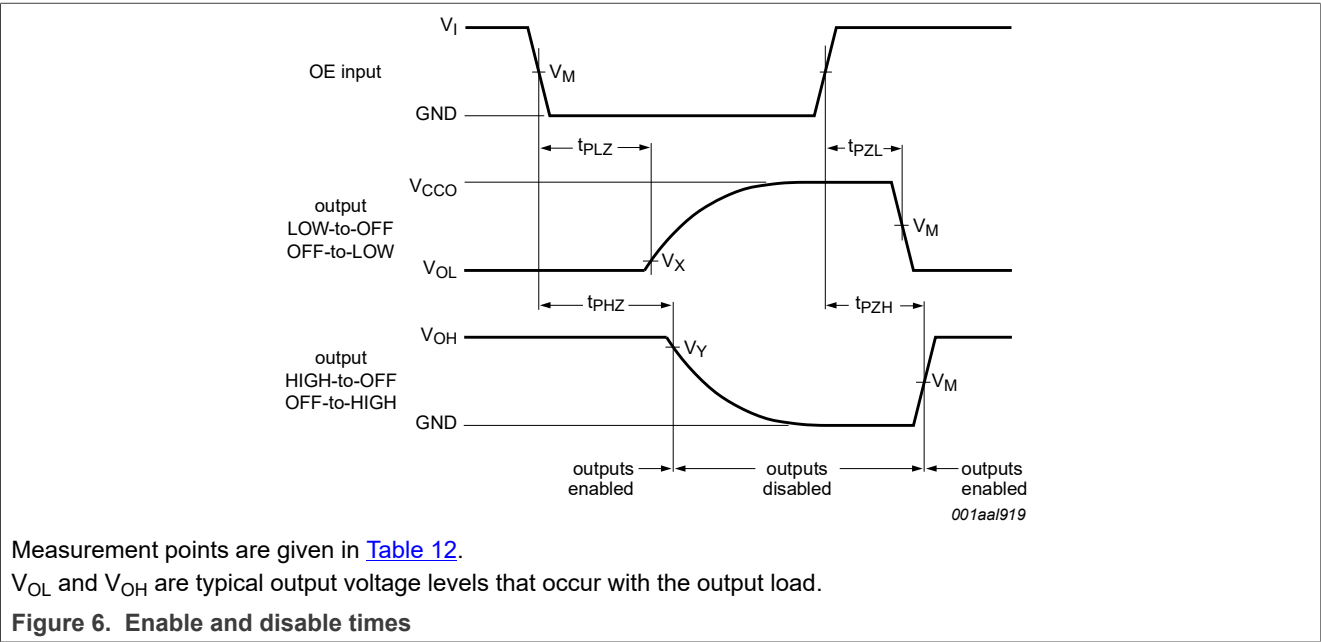 V_I
OE input
V_M
GND
t_PLZ
t_PZL
V_CCO
output
LOW-to-OFF
OFF-to-LOW
V_M
V_X
V_OL
t_PHZ
t_PZH
V_OH
V_Y
output
HIGH-to-OFF
OFF-to-HIGH
V_M
GND
outputs
enabled
outputs
disabled
outputs
enabled
001aal919
Measurement points are given in Table 12.
V_OL and V_OH are typical output voltage levels that occur with the output load.
Figure 6. Enable and disable times